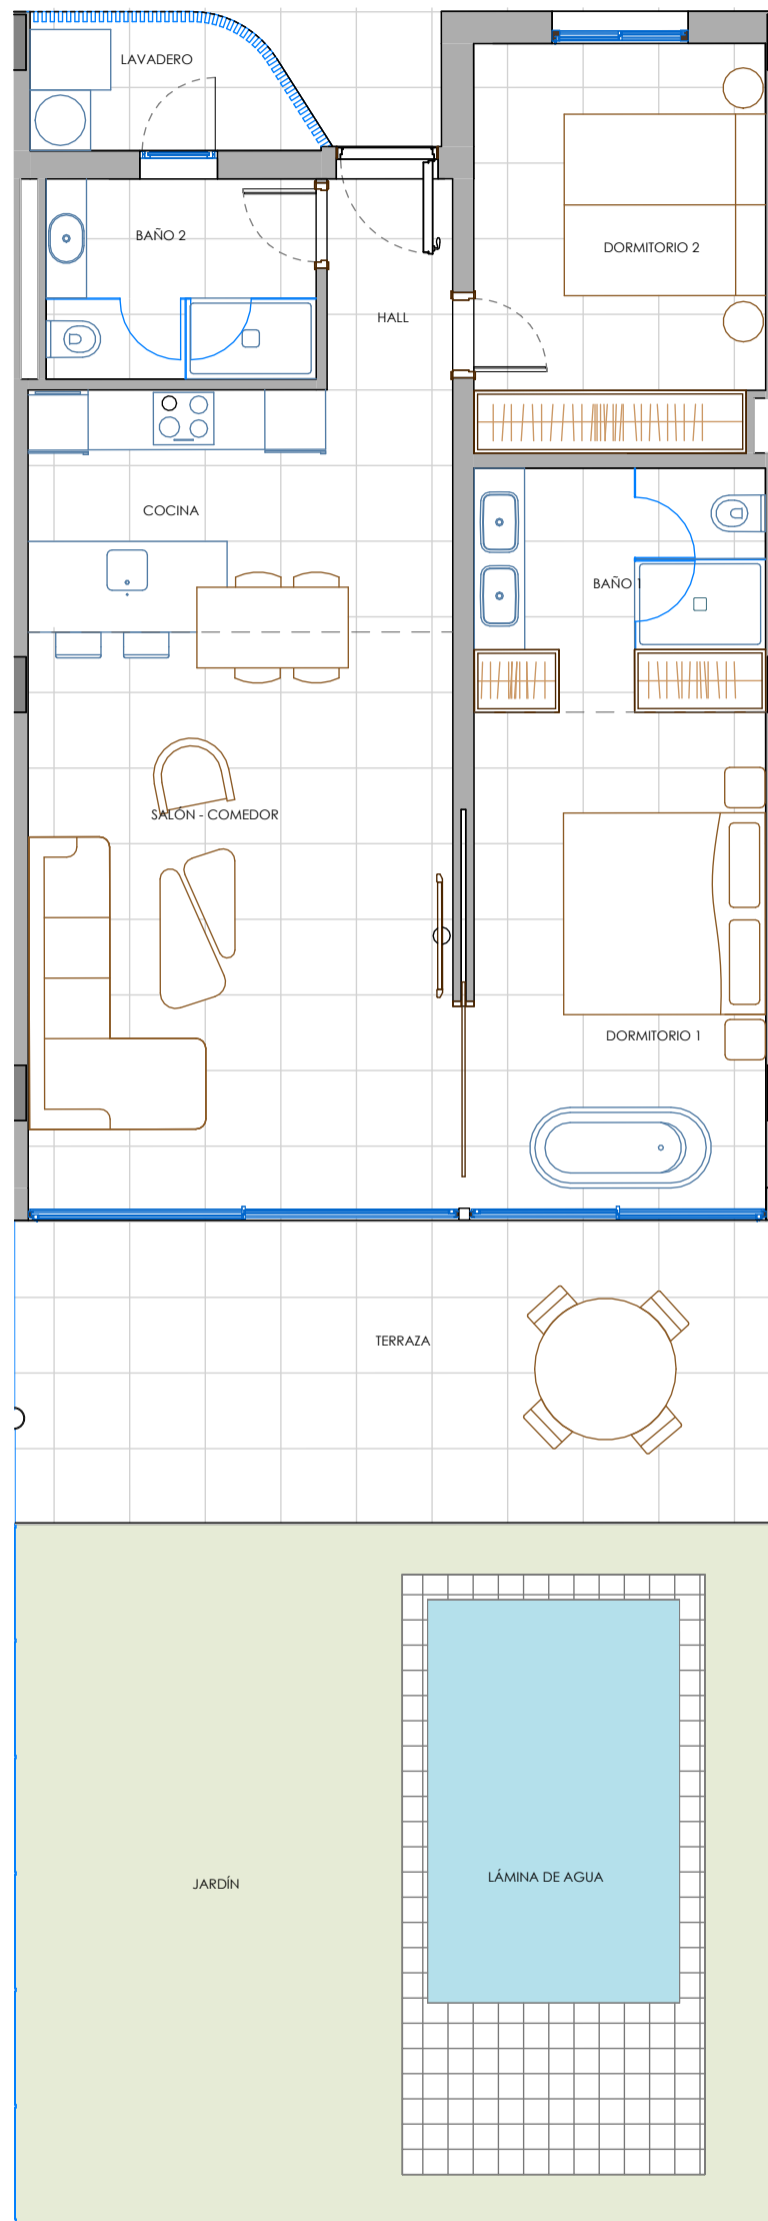 LAVADERO
BAÑO 2
DORMITORIO 2
HALL
COCINA
BAÑO 1
SALÓN - COMEDOR
DORMITORIO 1
TERRAZA
JARDÍN
LÁMINA DE AGUA